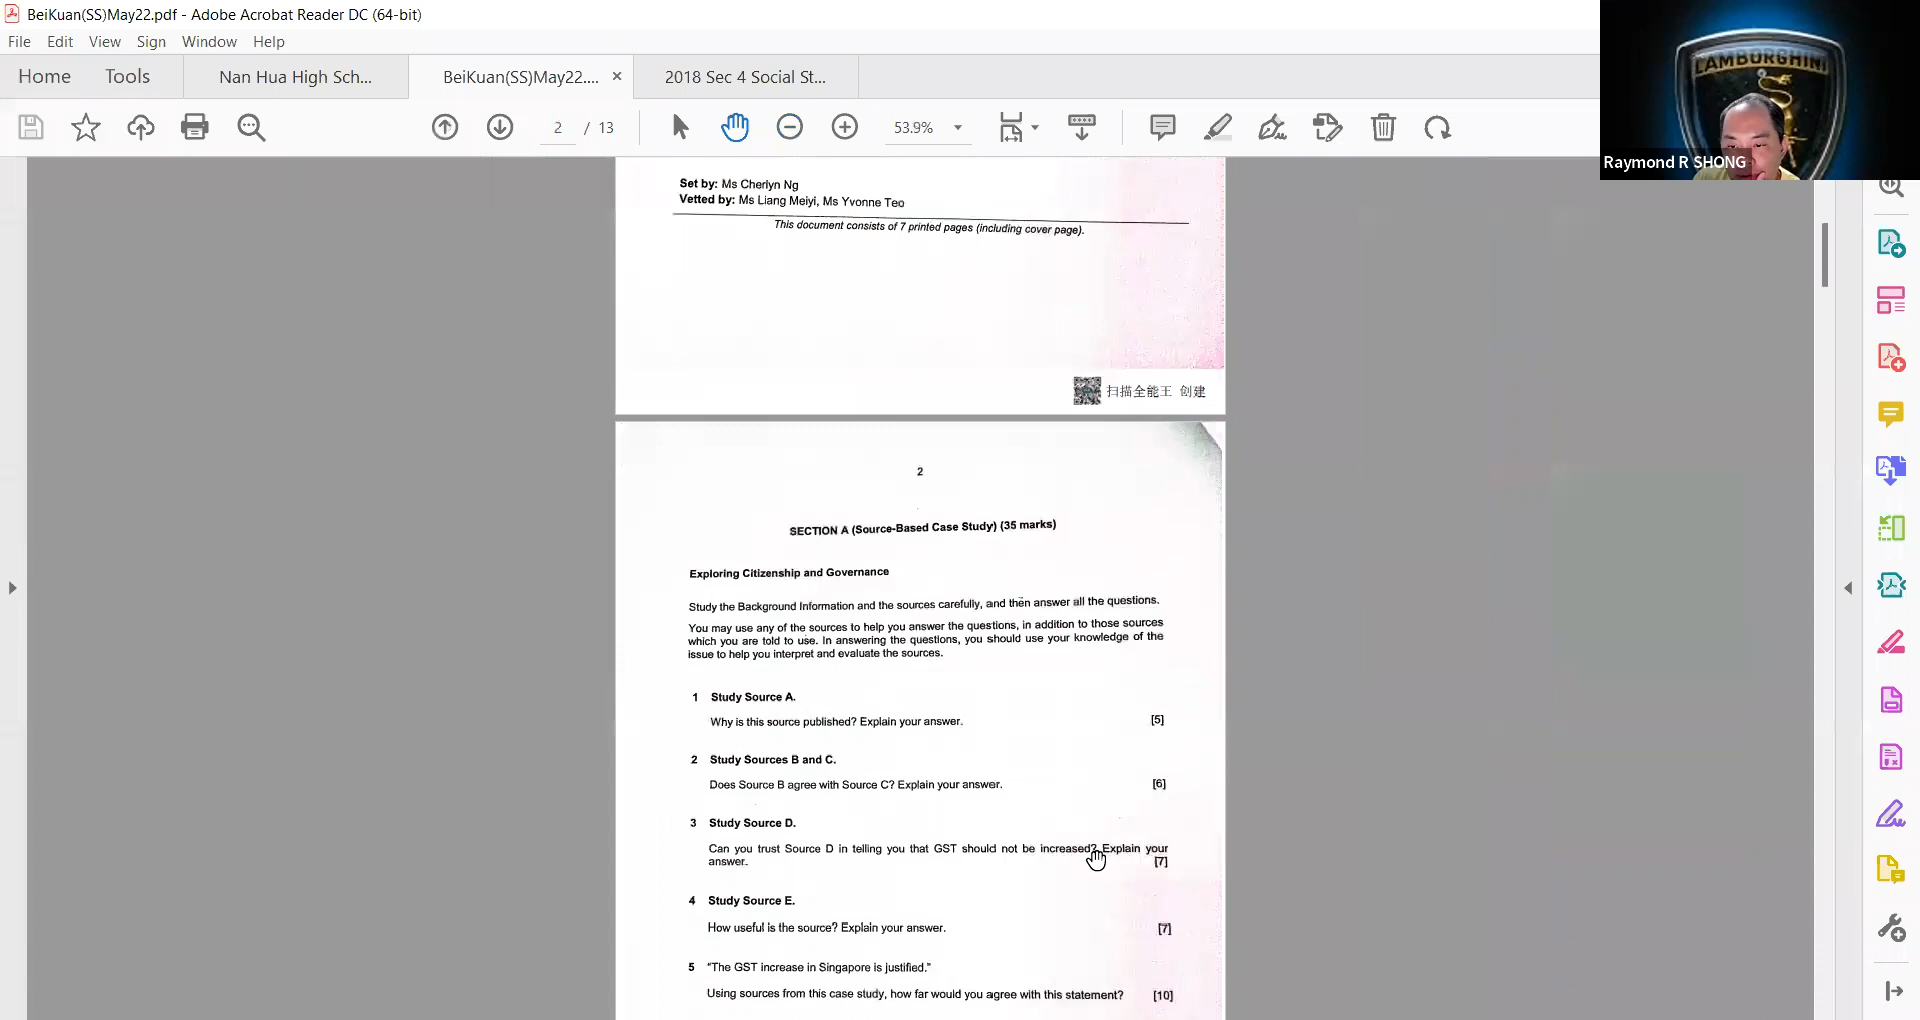 BeiKuan(SS)May22.pdf - Adobe Acrobat Reader DC (64-bit)
File Edit View Sign Window Help
Home Tools Nan Hua High Sch... BeiKuan(SS)May22.... × 2018 Sec 4 Social St...
2 / 13 53.9%
LAMBORGHINI
Raymond R SHONG
Set by: Ms Cherlyn Ng
Vetted by: Ms Liang Meiyi, Ms Yvonne Teo
This document consists of 7 printed pages (including cover page).
扫描全能王 创建
2
SECTION A (Source-Based Case Study) (35 marks)
Exploring Citizenship and Governance
Study the Background Information and the sources carefully, and then answer all the questions.
You may use any of the sources to help you answer the questions, in addition to those sources
which you are told to use. In answering the questions, you should use your knowledge of the
issue to help you interpret and evaluate the sources.
1 Study Source A.
Why is this source published? Explain your answer. [5]
2 Study Sources B and C.
Does Source B agree with Source C? Explain your answer. [6]
3 Study Source D.
Can you trust Source D in telling you that GST should not be increased? Explain your
answer. [7]
4 Study Source E.
How useful is the source? Explain your answer. [7]
5 "The GST increase in Singapore is justified."
Using sources from this case study, how far would you agree with this statement? [10]